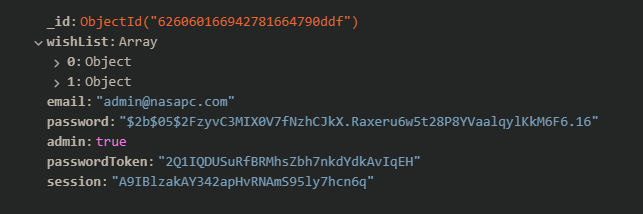 _id: ObjectId("626060166942781664790ddf")
wishList: Array
0: Object
1: Object
email: "admin@nasapc.com"
password: "$2b$05$2FzyvC3MIX0V7fNzhCJkX.Raxeru6w5t28P8YVaalqylKkM6F6.16"
admin: true
passwordToken: "2Q1IQDUSuRfBRMhsZbh7nkdYdkAvIqEH"
session: "A9IBlzakAY342apHvRNAmS95ly7hcn6q"